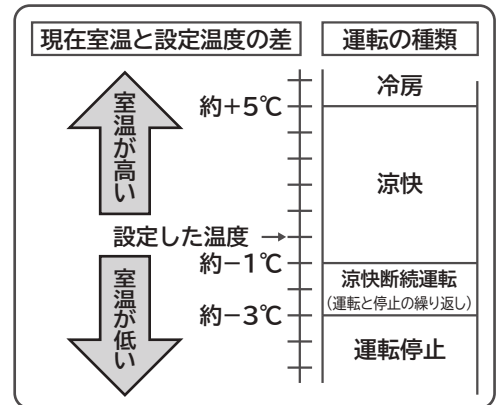 現在室温と設定温度の差
運転の種類
室温が高い
約+5℃
設定した温度 →
約−1℃
約−3℃
室温が低い
冷房
涼快
涼快断続運転
(運転と停止の繰り返し)
運転停止